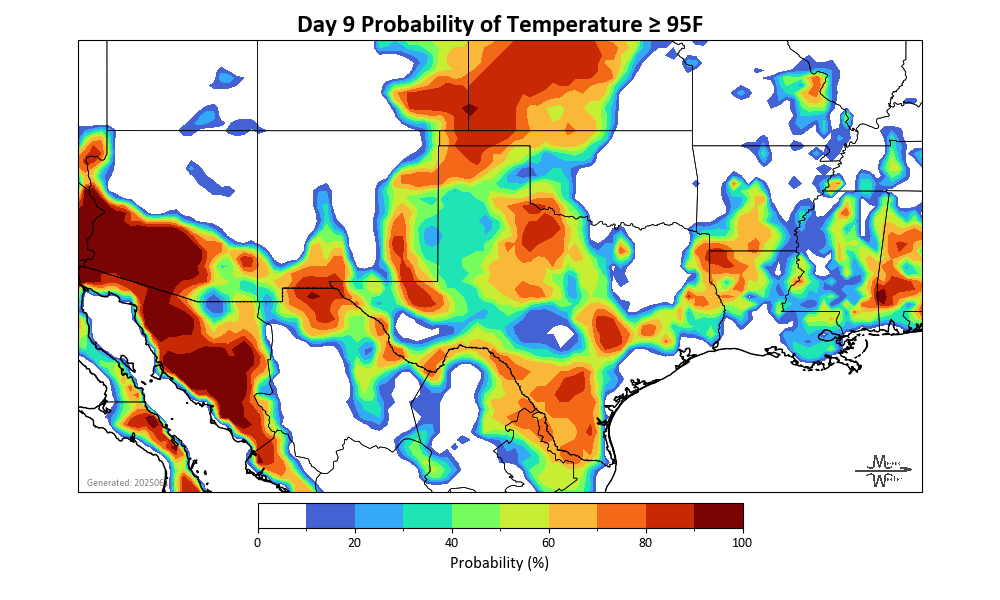 Day 9 Probability of Temperature ≥ 95F
Generated: 202506
0 20 40 60 80 100
Probability (%)